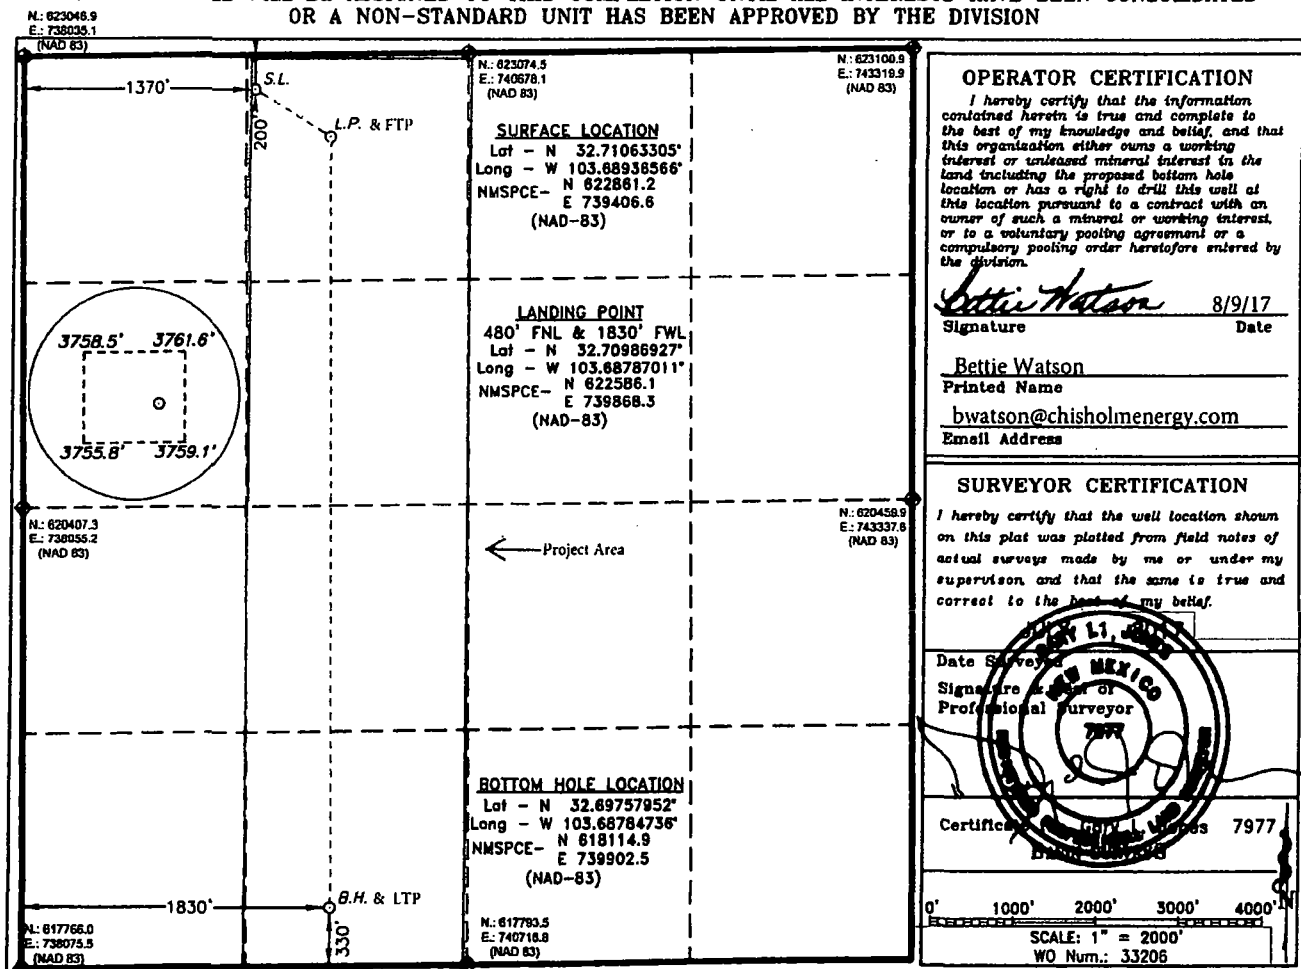 OR A NON-STANDARD UNIT HAS BEEN APPROVED BY THE DIVISION
N.: 623046.9
E.: 738035.1
(NAD 83)
1370'
S.L.
200'
L.P. & FTP
N.: 623074.5
E.: 740678.1
(NAD 83)
N.: 623100.9
E.: 743319.9
(NAD 83)
SURFACE LOCATION
Lat - N 32.71063305°
Long - W 103.68938566°
NMSPCE- N 622861.2
E 739406.6
(NAD-83)
LANDING POINT
480' FNL & 1830' FWL
Lat - N 32.70986927°
Long - W 103.68787011°
NMSPCE- N 622586.1
E 739868.3
(NAD-83)
3758.5' 3761.6'
3755.8' 3759.1'
N.: 620407.3
E.: 738055.2
(NAD 83)
N.: 620459.9
E.: 743337.6
(NAD 83)
Project Area
BOTTOM HOLE LOCATION
Lat - N 32.69757952°
Long - W 103.68784736°
NMSPCE- N 618114.9
E 739902.5
(NAD-83)
1830'
B.H. & LTP
330'
N.: 617766.0
E.: 738075.5
(NAD 83)
N.: 617793.5
E.: 740716.8
(NAD 83)
OPERATOR CERTIFICATION
I hereby certify that the information
contained herein is true and complete to
the best of my knowledge and belief, and that
this organization either owns a working
interest or unleased mineral interest in the
land including the proposed bottom hole
location or has a right to drill this well at
this location pursuant to a contract with an
owner of such a mineral or working interest,
or to a voluntary pooling agreement or a
compulsory pooling order heretofore entered by
the division.
Bettie Watson 8/9/17
Signature Date
Bettie Watson
Printed Name
bwatson@chisholmenergy.com
Email Address
SURVEYOR CERTIFICATION
I hereby certify that the well location shown
on this plat was plotted from field notes of
actual surveys made by me or under my
supervison and that the same is true and
correct to the best of my belief.
Date Surveyed
Signature & Seal of
Professional Surveyor
NEW MEXICO
7977
7977
0' 1000' 2000' 3000' 4000'
SCALE: 1" = 2000'
WO Num.: 33206